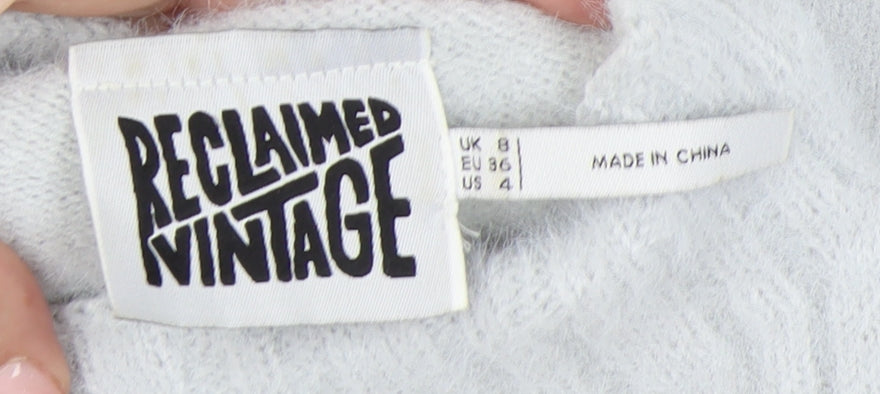 RECLAIMED
VINTAGE
UK 8
EU 36
US 4
MADE IN CHINA